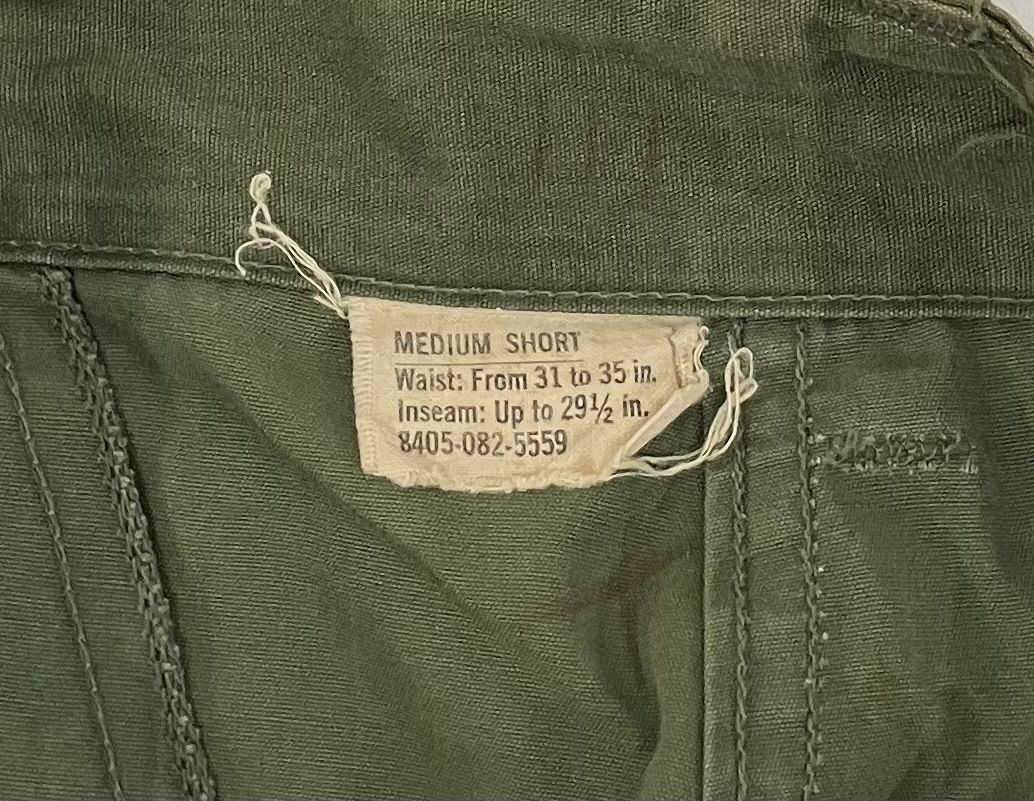 MEDIUM SHORT
Waist: From 31 to 35 in.
Inseam: Up to 29½ in.
8405-082-5559